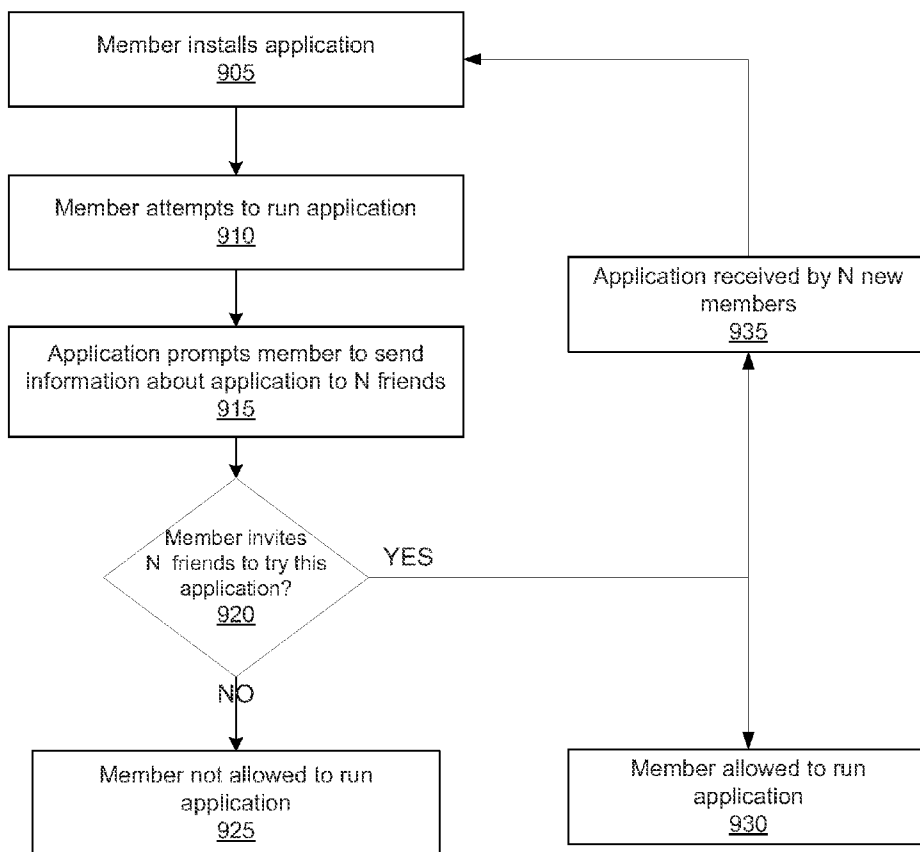 Member installs application
905
Member attempts to run application
910
Application prompts member to send
information about application to N friends
915
Application received by N new
members
935
Member invites
N friends to try this
application?
920
YES
NO
Member not allowed to run
application
925
Member allowed to run
application
930